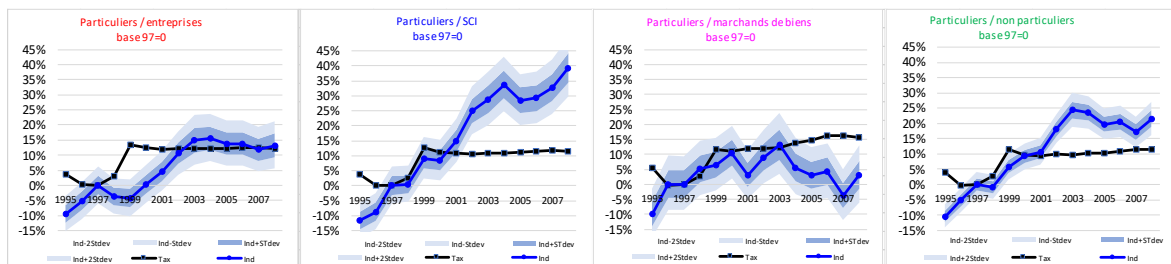 Particuliers / entreprises
base 97=0
45%
40%
35%
30%
25%
20%
15%
10%
5%
0%
-5%
-10%
-15%
1995 1997 1999 2001 2003 2005 2007
Ind-2Stdev Ind-Stdev Ind+STdev
Ind+2Stdev Tax Ind
Particuliers / SCI
base 97=0
45%
40%
35%
30%
25%
20%
15%
10%
5%
0%
-5%
-10%
-15%
1995 1997 1999 2001 2003 2005 2007
Ind-2Stdev Ind-Stdev Ind+STdev
Ind+2Stdev Tax Ind
Particuliers / marchands de biens
base 97=0
45%
40%
35%
30%
25%
20%
15%
10%
5%
0%
-5%
-10%
-15%
1995 1997 1999 2001 2003 2005 2007
Ind-2Stdev Ind-Stdev Ind+STdev
Ind+2Stdev Tax Ind
Particuliers / non particuliers
base 97=0
45%
40%
35%
30%
25%
20%
15%
10%
5%
0%
-5%
-10%
-15%
1995 1997 1999 2001 2003 2005 2007
Ind-2Stdev Ind-Stdev Ind+STdev
Ind+2Stdev Tax Ind